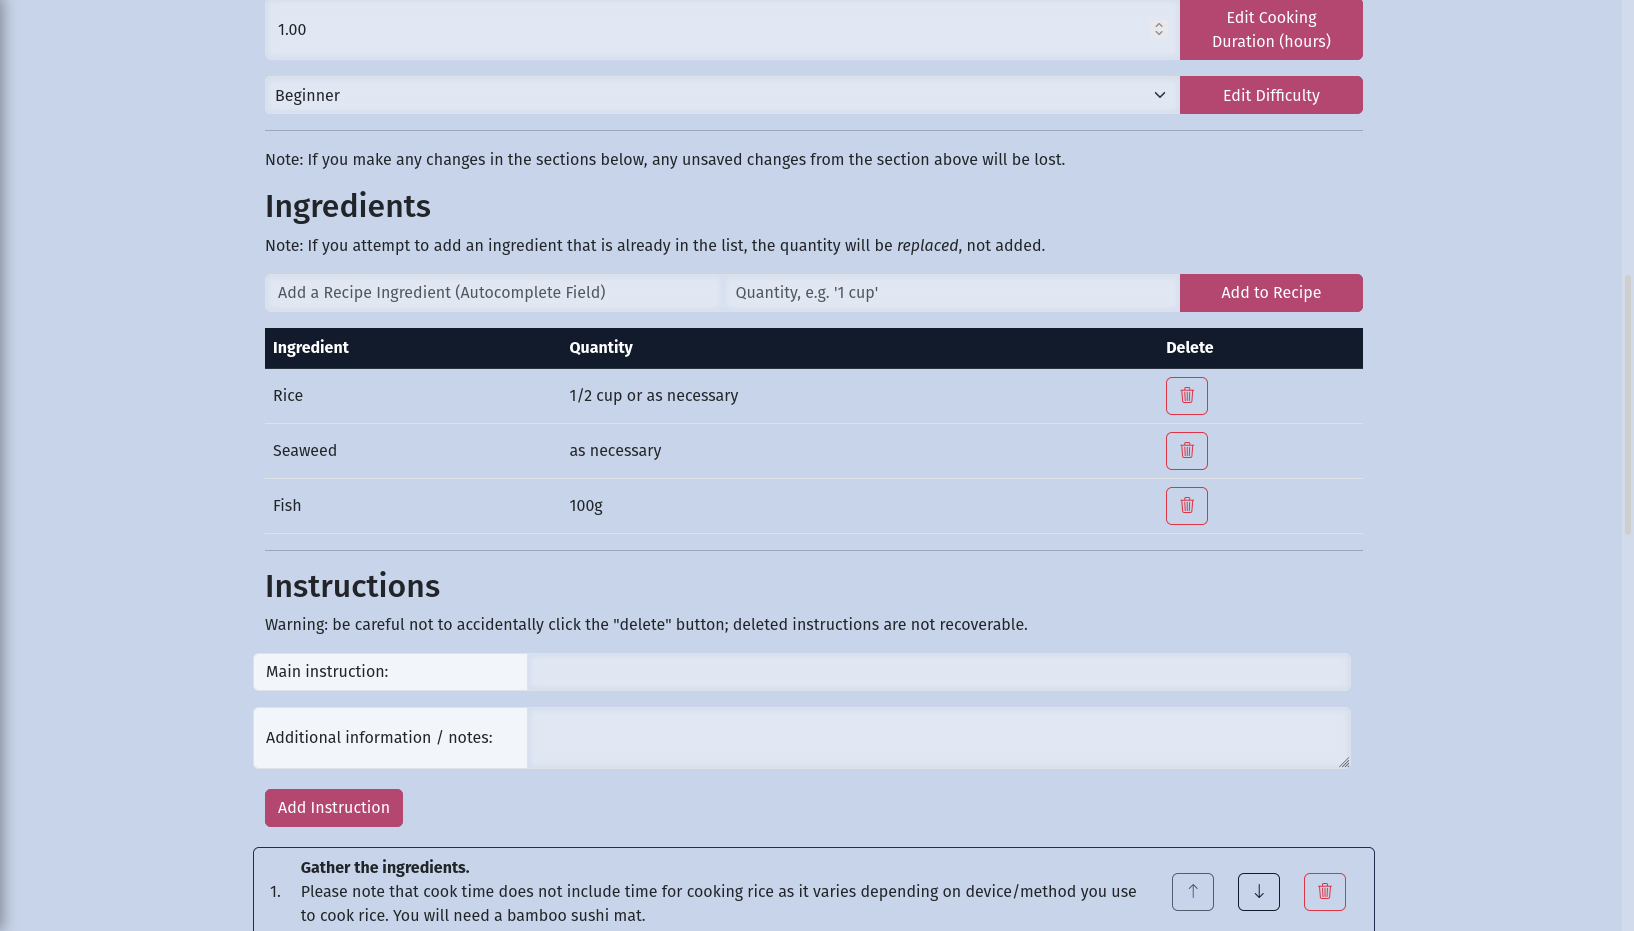 1.00
Edit Cooking
Duration (hours)
Beginner
Edit Difficulty
Note: If you make any changes in the sections below, any unsaved changes from the section above will be lost.
Ingredients
Note: If you attempt to add an ingredient that is already in the list, the quantity will be replaced, not added.
Add a Recipe Ingredient (Autocomplete Field) Quantity, e.g. '1 cup' Add to Recipe
Ingredient Quantity Delete
Rice 1/2 cup or as necessary
Seaweed as necessary
Fish 100g
Instructions
Warning: be careful not to accidentally click the "delete" button; deleted instructions are not recoverable.
Main instruction:
Additional information / notes:
Add Instruction
Gather the ingredients.
1. Please note that cook time does not include time for cooking rice as it varies depending on device/method you use
to cook rice. You will need a bamboo sushi mat.